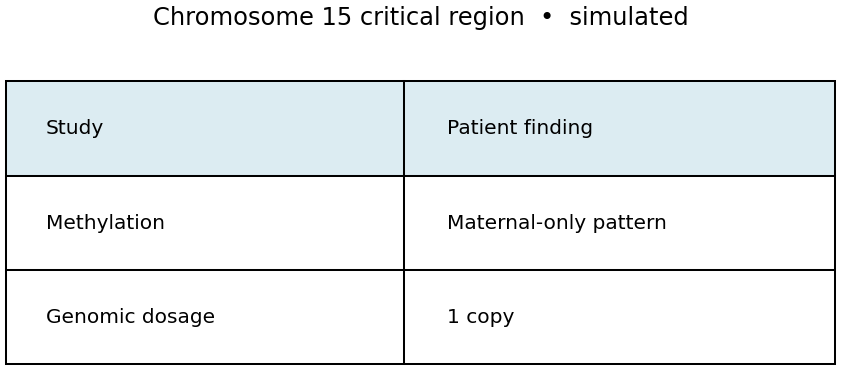 Chromosome 15 critical region • simulated
Study Patient finding
Methylation Maternal-only pattern
Genomic dosage 1 copy